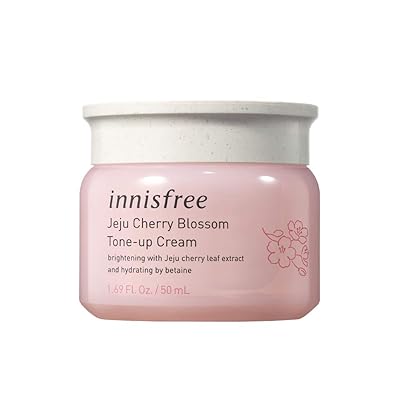 innisfree
Jeju Cherry Blossom
Tone-up Cream
brightening with Jeju cherry leaf extract
and hydrating by betaine
1.69 Fl. Oz. / 50 mL